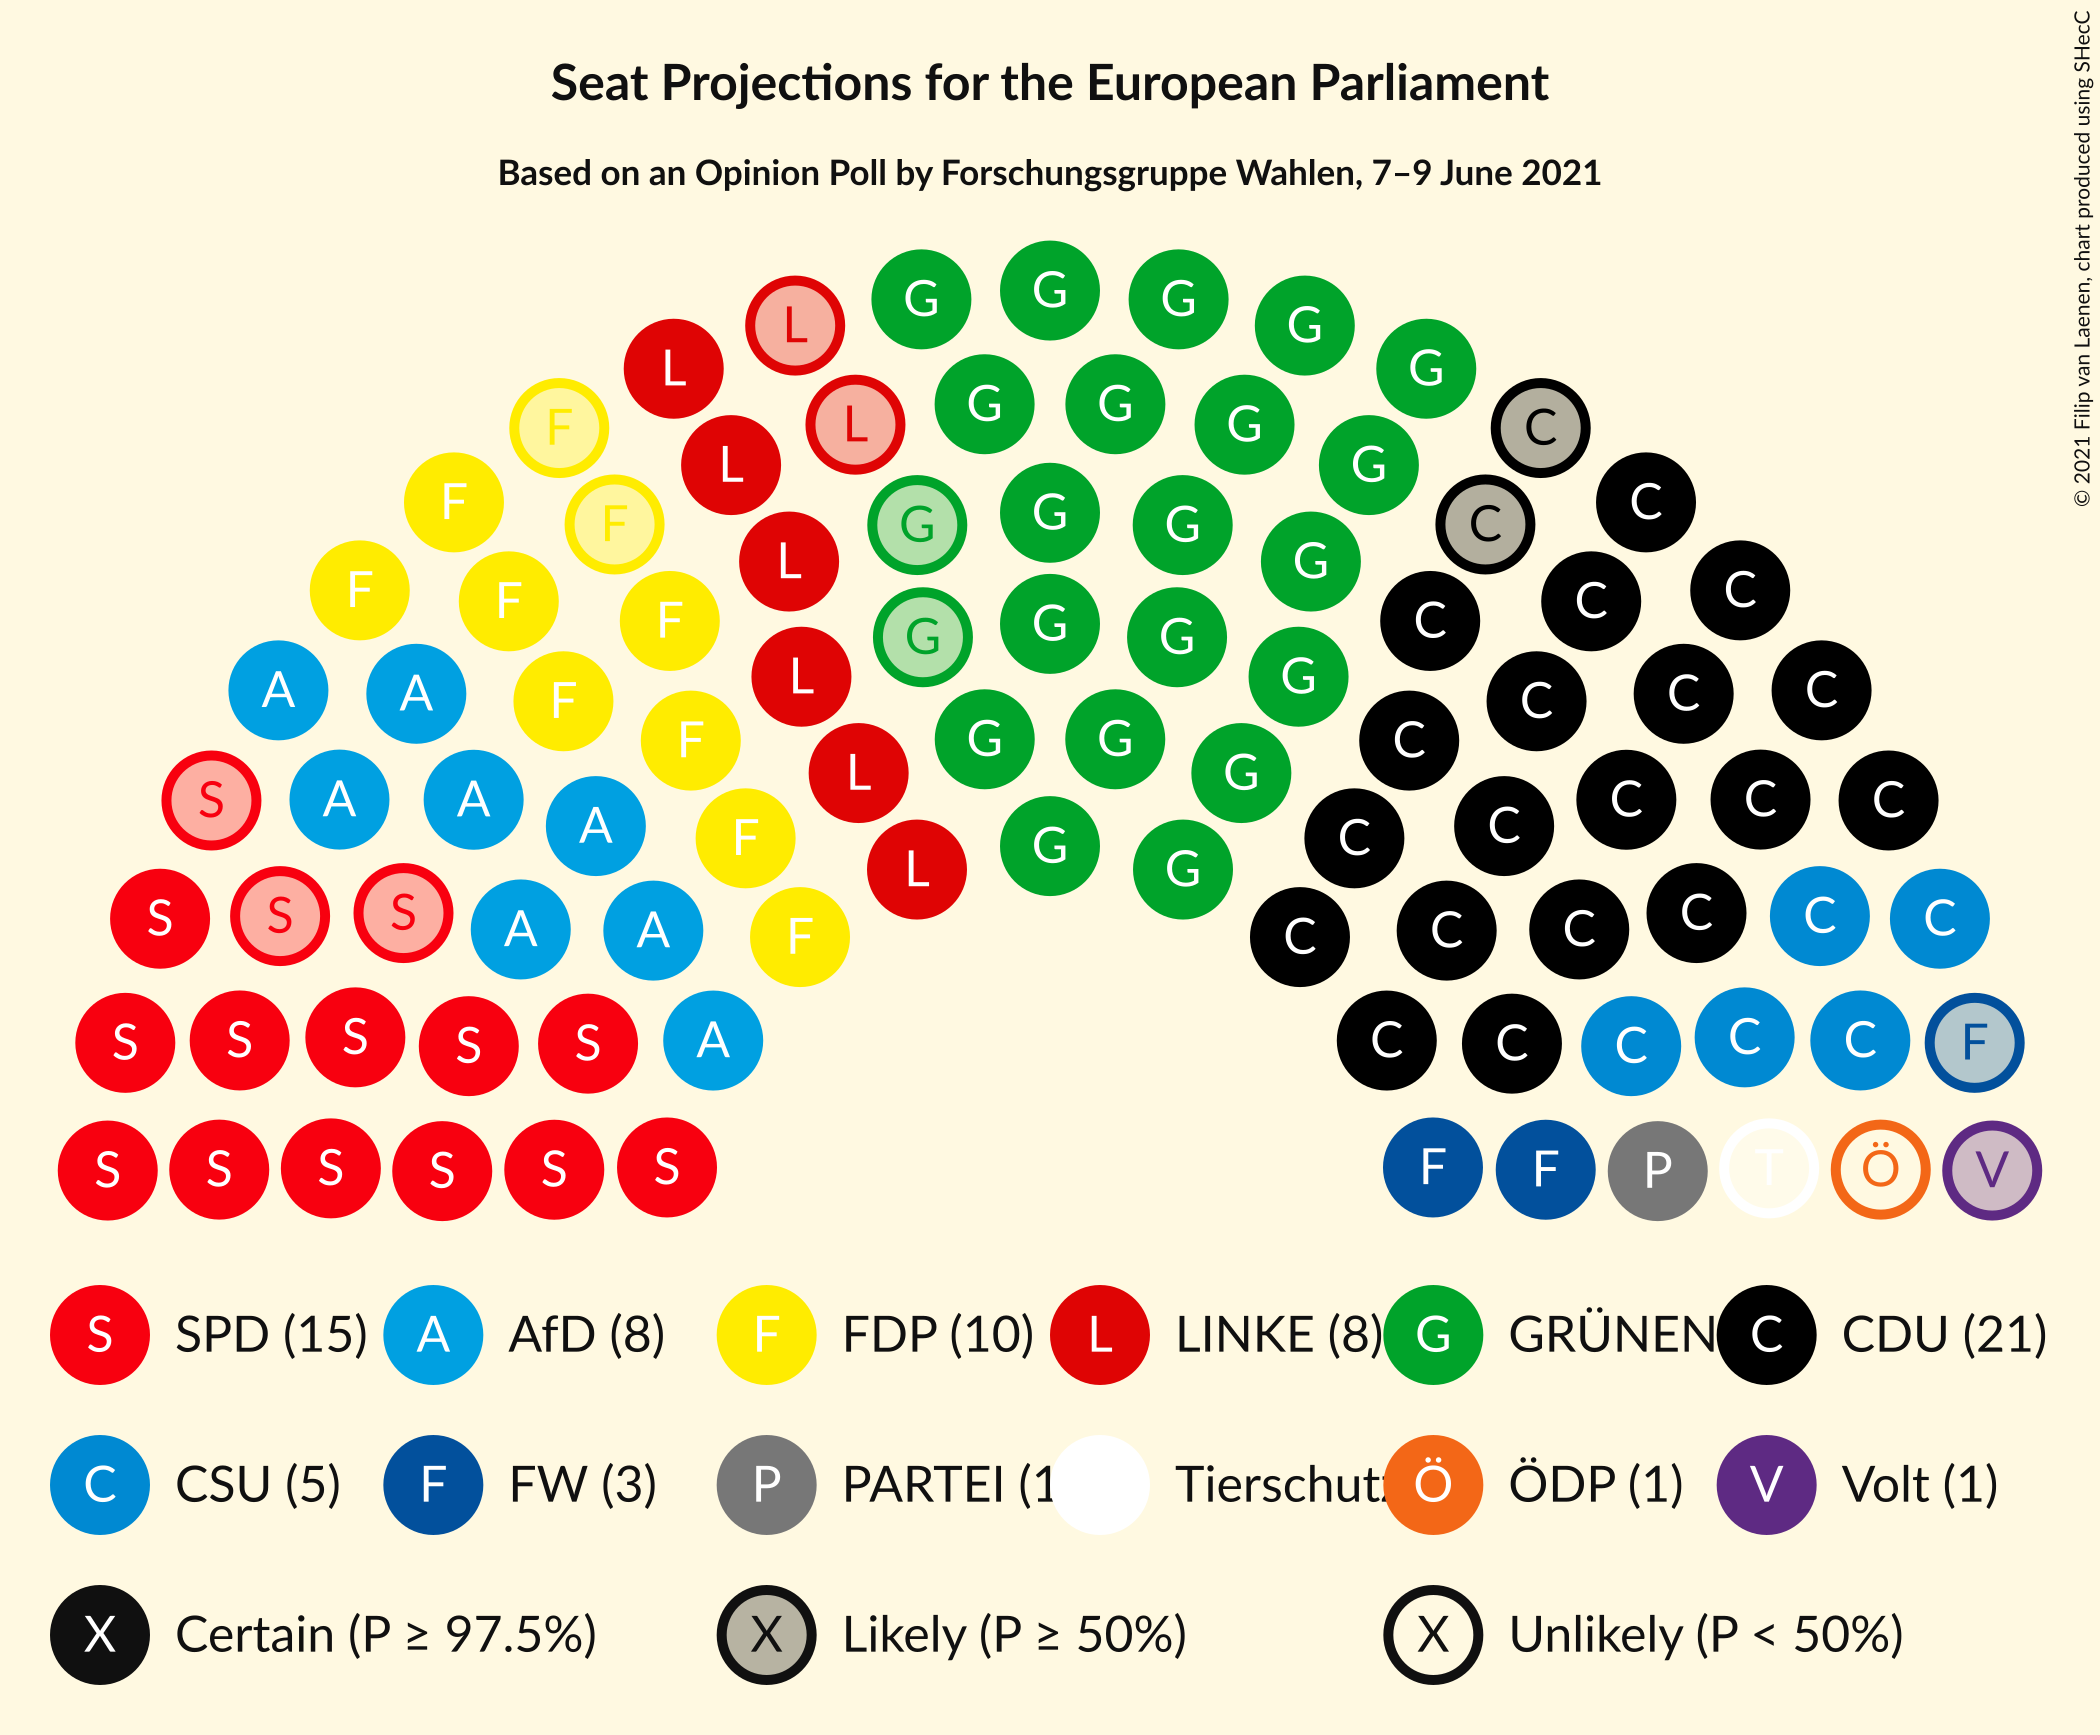 Seat Projections for the European Parliament
Based on an Opinion Poll by Forschungsgruppe Wahlen, 7–9 June 2021
© 2021 Filip van Laenen, chart produced using SHecC
G G G G G
L L
G G G G
L L
F F
C C
G G G G
L
F F
C C
F F
C C
G G G G
L
A A F F
C C C C
G G G
L
S A A A F F
C C C C C
G G
L
S S S A A F
C C C C C C
S S S S S A
C C C C C F
S S S S S S
F F P T Ö V
S SPD (15) A AfD (8) F FDP (10) L LINKE (8) G GRÜNEN C CDU (21)
C CSU (5) F FW (3) P PARTEI (1 Tierschutz Ö ÖDP (1) V Volt (1)
X Certain (P ≥ 97.5%) X Likely (P ≥ 50%) X Unlikely (P < 50%)